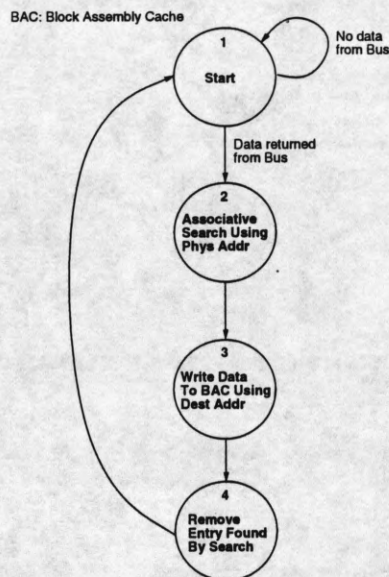 BAC: Block Assembly Cache
1
Start
No data
from Bus
Data returned
from Bus
2
Associative
Search Using
Phys Addr
3
Write Data
To BAC Using
Dest Addr
4
Remove
Entry Found
By Search